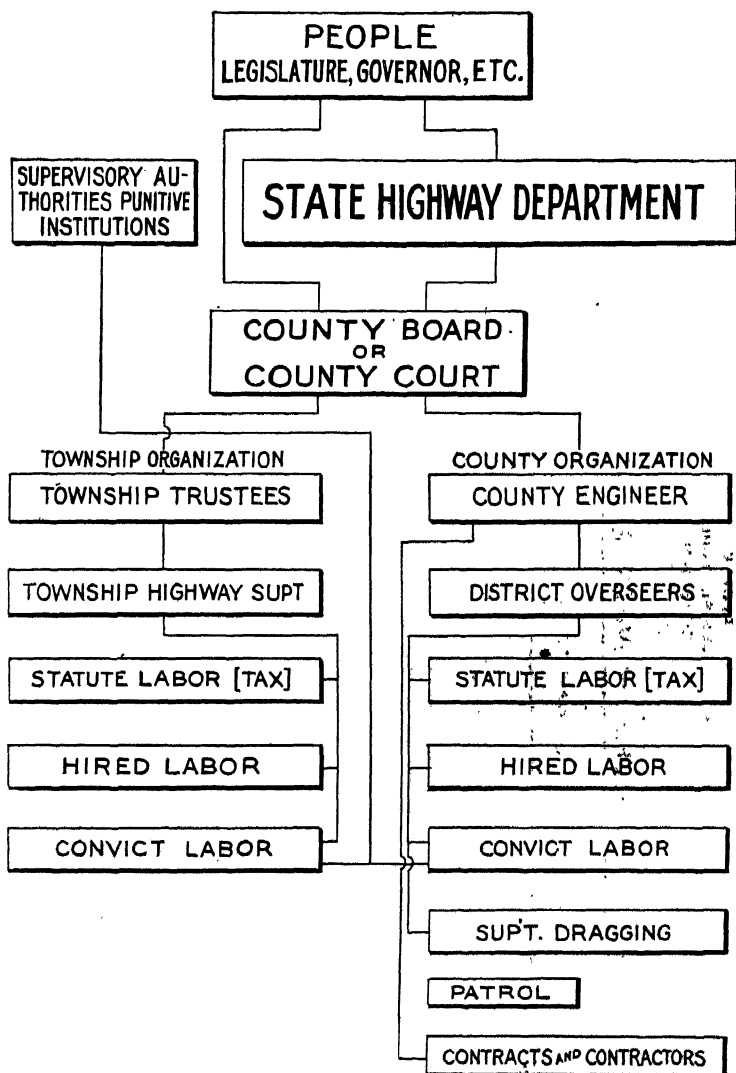 PEOPLE
LEGISLATURE, GOVERNOR, ETC.
SUPERVISORY AU-
THORITIES PUNITIVE
INSTITUTIONS
STATE HIGHWAY DEPARTMENT
COUNTY BOARD
OR
COUNTY COURT
TOWNSHIP ORGANIZATION
TOWNSHIP TRUSTEES
TOWNSHIP HIGHWAY SUPT
STATUTE LABOR [TAX]
HIRED LABOR
CONVICT LABOR
COUNTY ORGANIZATION
COUNTY ENGINEER
DISTRICT OVERSEERS
STATUTE LABOR [TAX]
HIRED LABOR
CONVICT LABOR
SUP'T. DRAGGING
PATROL
CONTRACTS AND CONTRACTORS